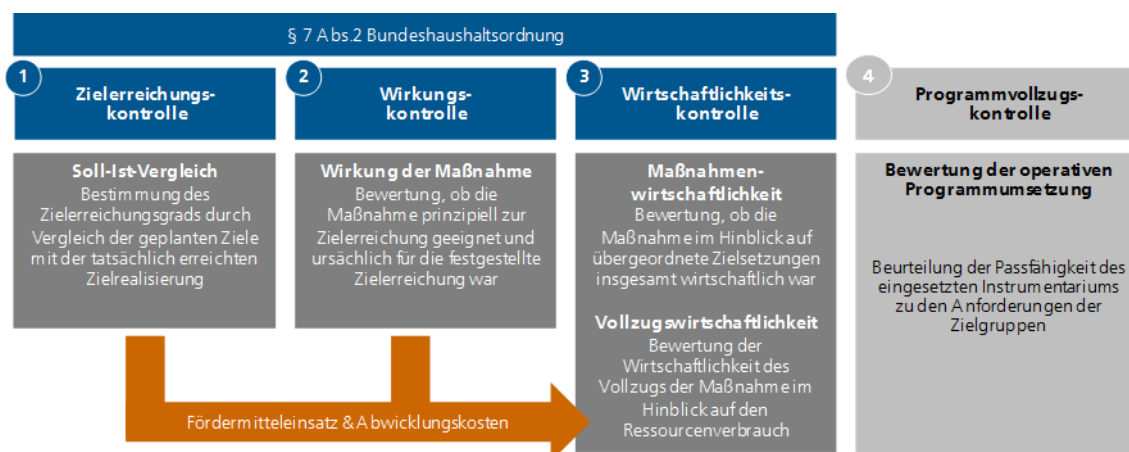 § 7 Abs.2 Bundeshaushaltsordnung
1
Zielerreichungs-
kontrolle
Soll-Ist-Vergleich
Bestimmung des
Zielerreichungsgrads durch
Vergleich der geplanten Ziele
mit der tatsächlich erreichten
Zielrealisierung
2
Wirkungs-
kontrolle
Wirkung der Maßnahme
Bewertung, ob die
Maßnahme prinzipiell zur
Zielerreichung geeignet und
ursächlich für die festgestellte
Zielerreichung war
3
Wirtschaftlichkeits-
kontrolle
Maßnahmen-
wirtschaftlichkeit
Bewertung, ob die
Maßnahme im Hinblick auf
übergeordnete Zielsetzungen
insgesamt wirtschaftlich war
Vollzugswirtschaftlichkeit
Bewertung der
Wirtschaftlichkeit des
Vollzugs der Maßnahme im
Hinblick auf den
Ressourcenverbrauch
4
Programmvollzugs-
kontrolle
Bewertung der operativen
Programmumsetzung
Beurteilung der Passfähigkeit des
eingesetzten Instrumentariums
zu den Anforderungen der
Zielgruppen
Fördermitteleinsatz & Abwicklungskosten